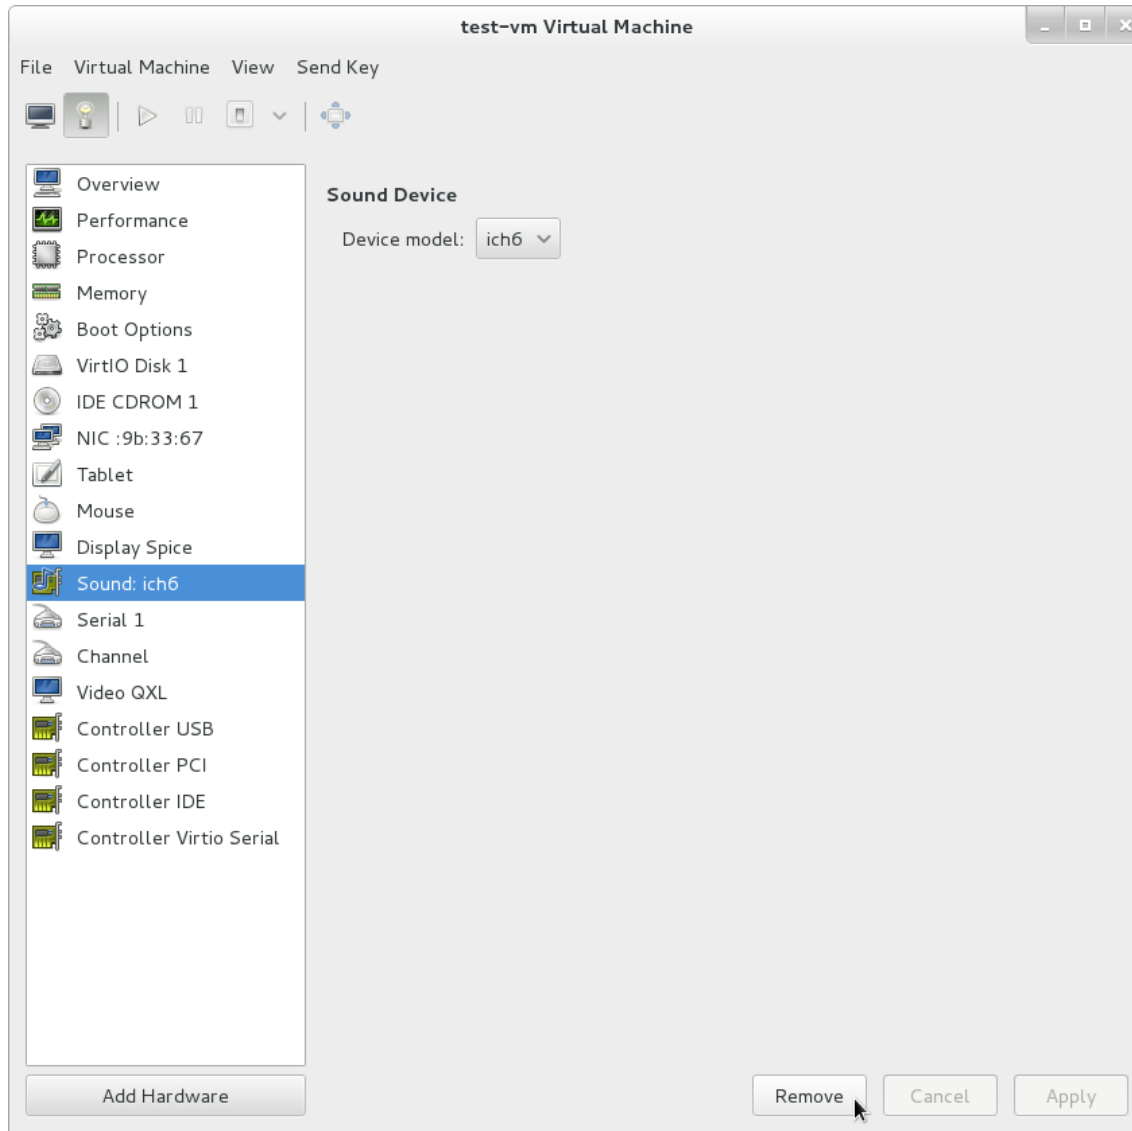 test-vm Virtual Machine
File Virtual Machine View Send Key
Overview
Performance
Processor
Memory
Boot Options
VirtIO Disk 1
IDE CDROM 1
NIC :9b:33:67
Tablet
Mouse
Display Spice
Sound: ich6
Serial 1
Channel
Video QXL
Controller USB
Controller PCI
Controller IDE
Controller Virtio Serial
Add Hardware
Sound Device
Device model: ich6
Remove Cancel Apply